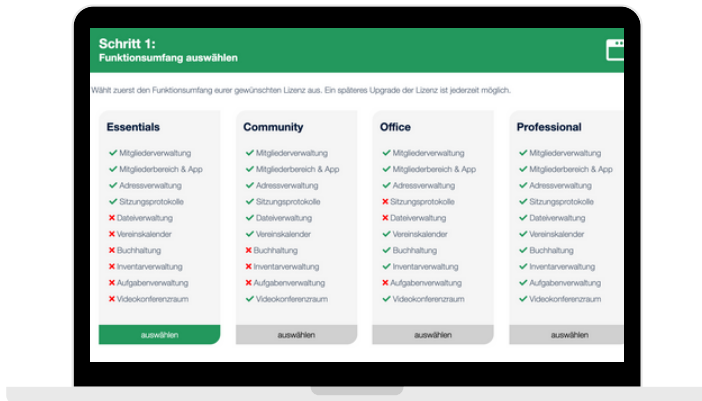 Schritt 1:
Funktionsumfang auswählen
Wählt zuerst den Funktionsumfang eurer gewünschten Lizenz aus. Ein späteres Upgrade der Lizenz ist jederzeit möglich.
Essentials
Mitgliederverwaltung
Mitgliederbereich & App
Adressverwaltung
Sitzungsprotokolle
Dateiverwaltung
Vereinskalender
Buchhaltung
Inventarverwaltung
Aufgabenverwaltung
Videokonferenzraum
auswählen
Community
Mitgliederverwaltung
Mitgliederbereich & App
Adressverwaltung
Sitzungsprotokolle
Dateiverwaltung
Vereinskalender
Buchhaltung
Inventarverwaltung
Aufgabenverwaltung
Videokonferenzraum
auswählen
Office
Mitgliederverwaltung
Mitgliederbereich & App
Adressverwaltung
Sitzungsprotokolle
Dateiverwaltung
Vereinskalender
Buchhaltung
Inventarverwaltung
Aufgabenverwaltung
Videokonferenzraum
auswählen
Professional
Mitgliederverwaltung
Mitgliederbereich & App
Adressverwaltung
Sitzungsprotokolle
Dateiverwaltung
Vereinskalender
Buchhaltung
Inventarverwaltung
Aufgabenverwaltung
Videokonferenzraum
auswählen